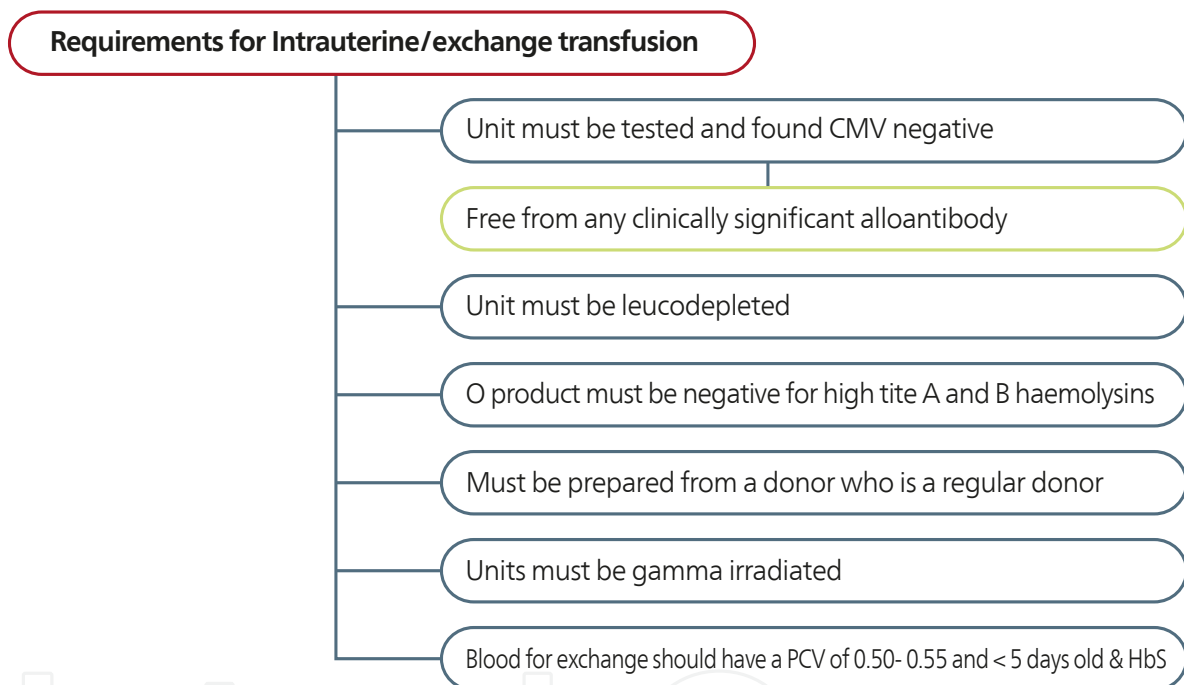 Requirements for Intrauterine/exchange transfusion
Unit must be tested and found CMV negative
Free from any clinically significant alloantibody
Unit must be leucodepleted
O product must be negative for high tite A and B haemolysins
Must be prepared from a donor who is a regular donor
Units must be gamma irradiated
Blood for exchange should have a PCV of 0.50- 0.55 and < 5 days old & HbS